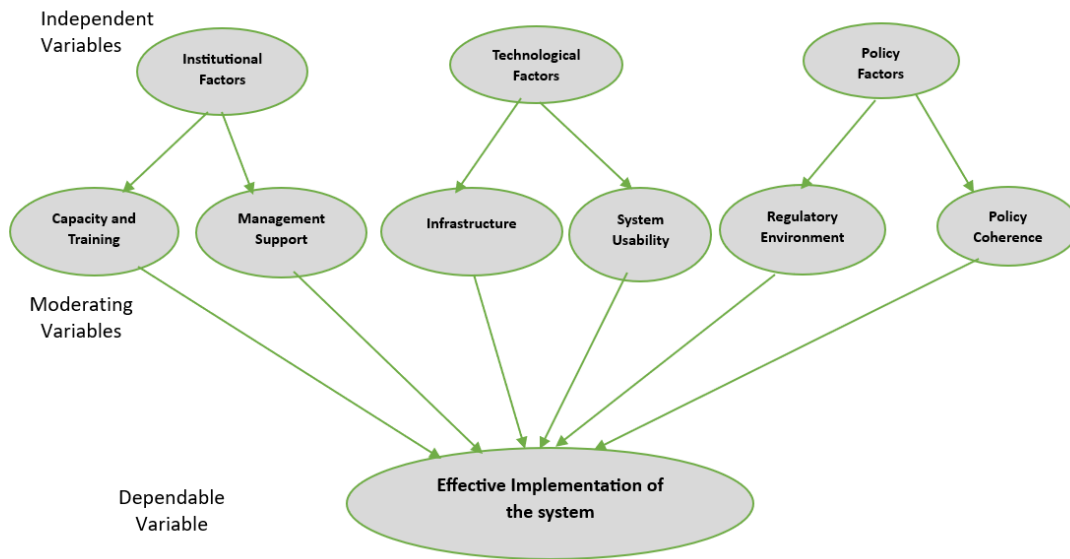 Independent
Variables
Institutional
Factors
Technological
Factors
Policy
Factors
Capacity and
Training
Management
Support
Infrastructure
System
Usability
Regulatory
Environment
Policy
Coherence
Moderating
Variables
Effective Implementation of
the system
Dependable
Variable